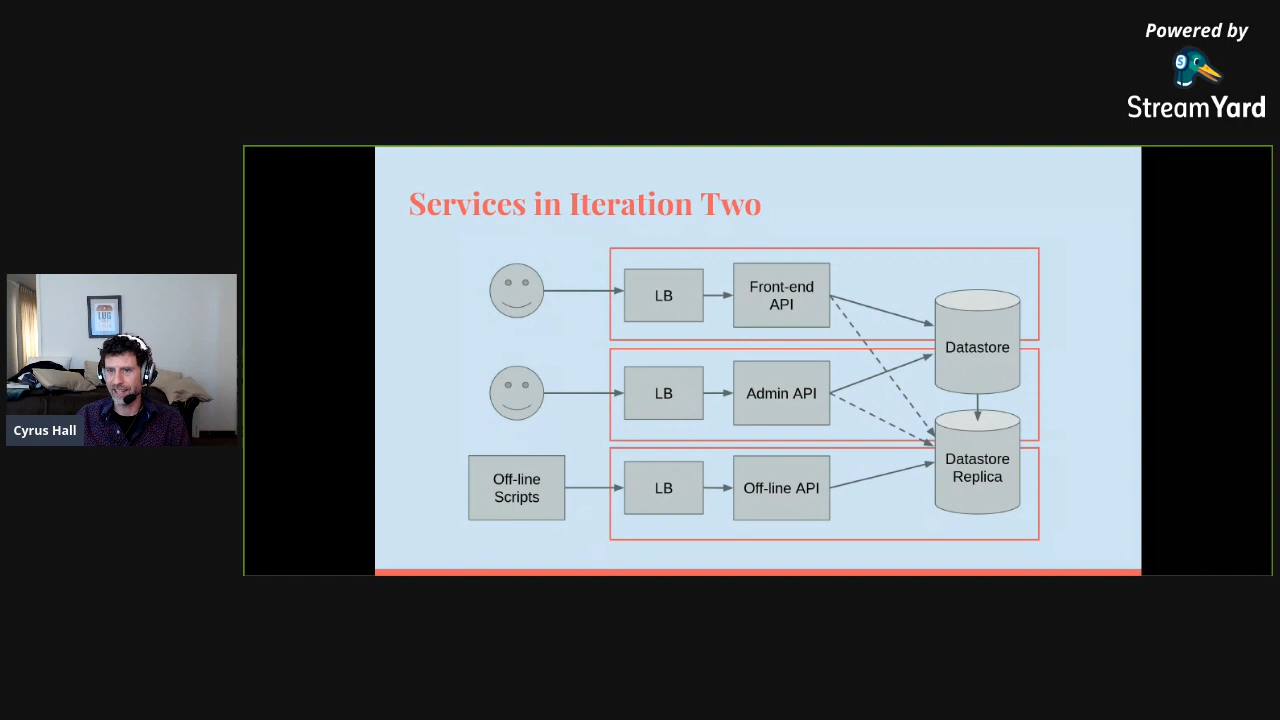 Powered by
StreamYard
Services in Iteration Two
LB
Front-end
API
Datastore
LB
Admin API
Datastore
Replica
Off-line
Scripts
LB
Off-line API
LUG
Cyrus Hall